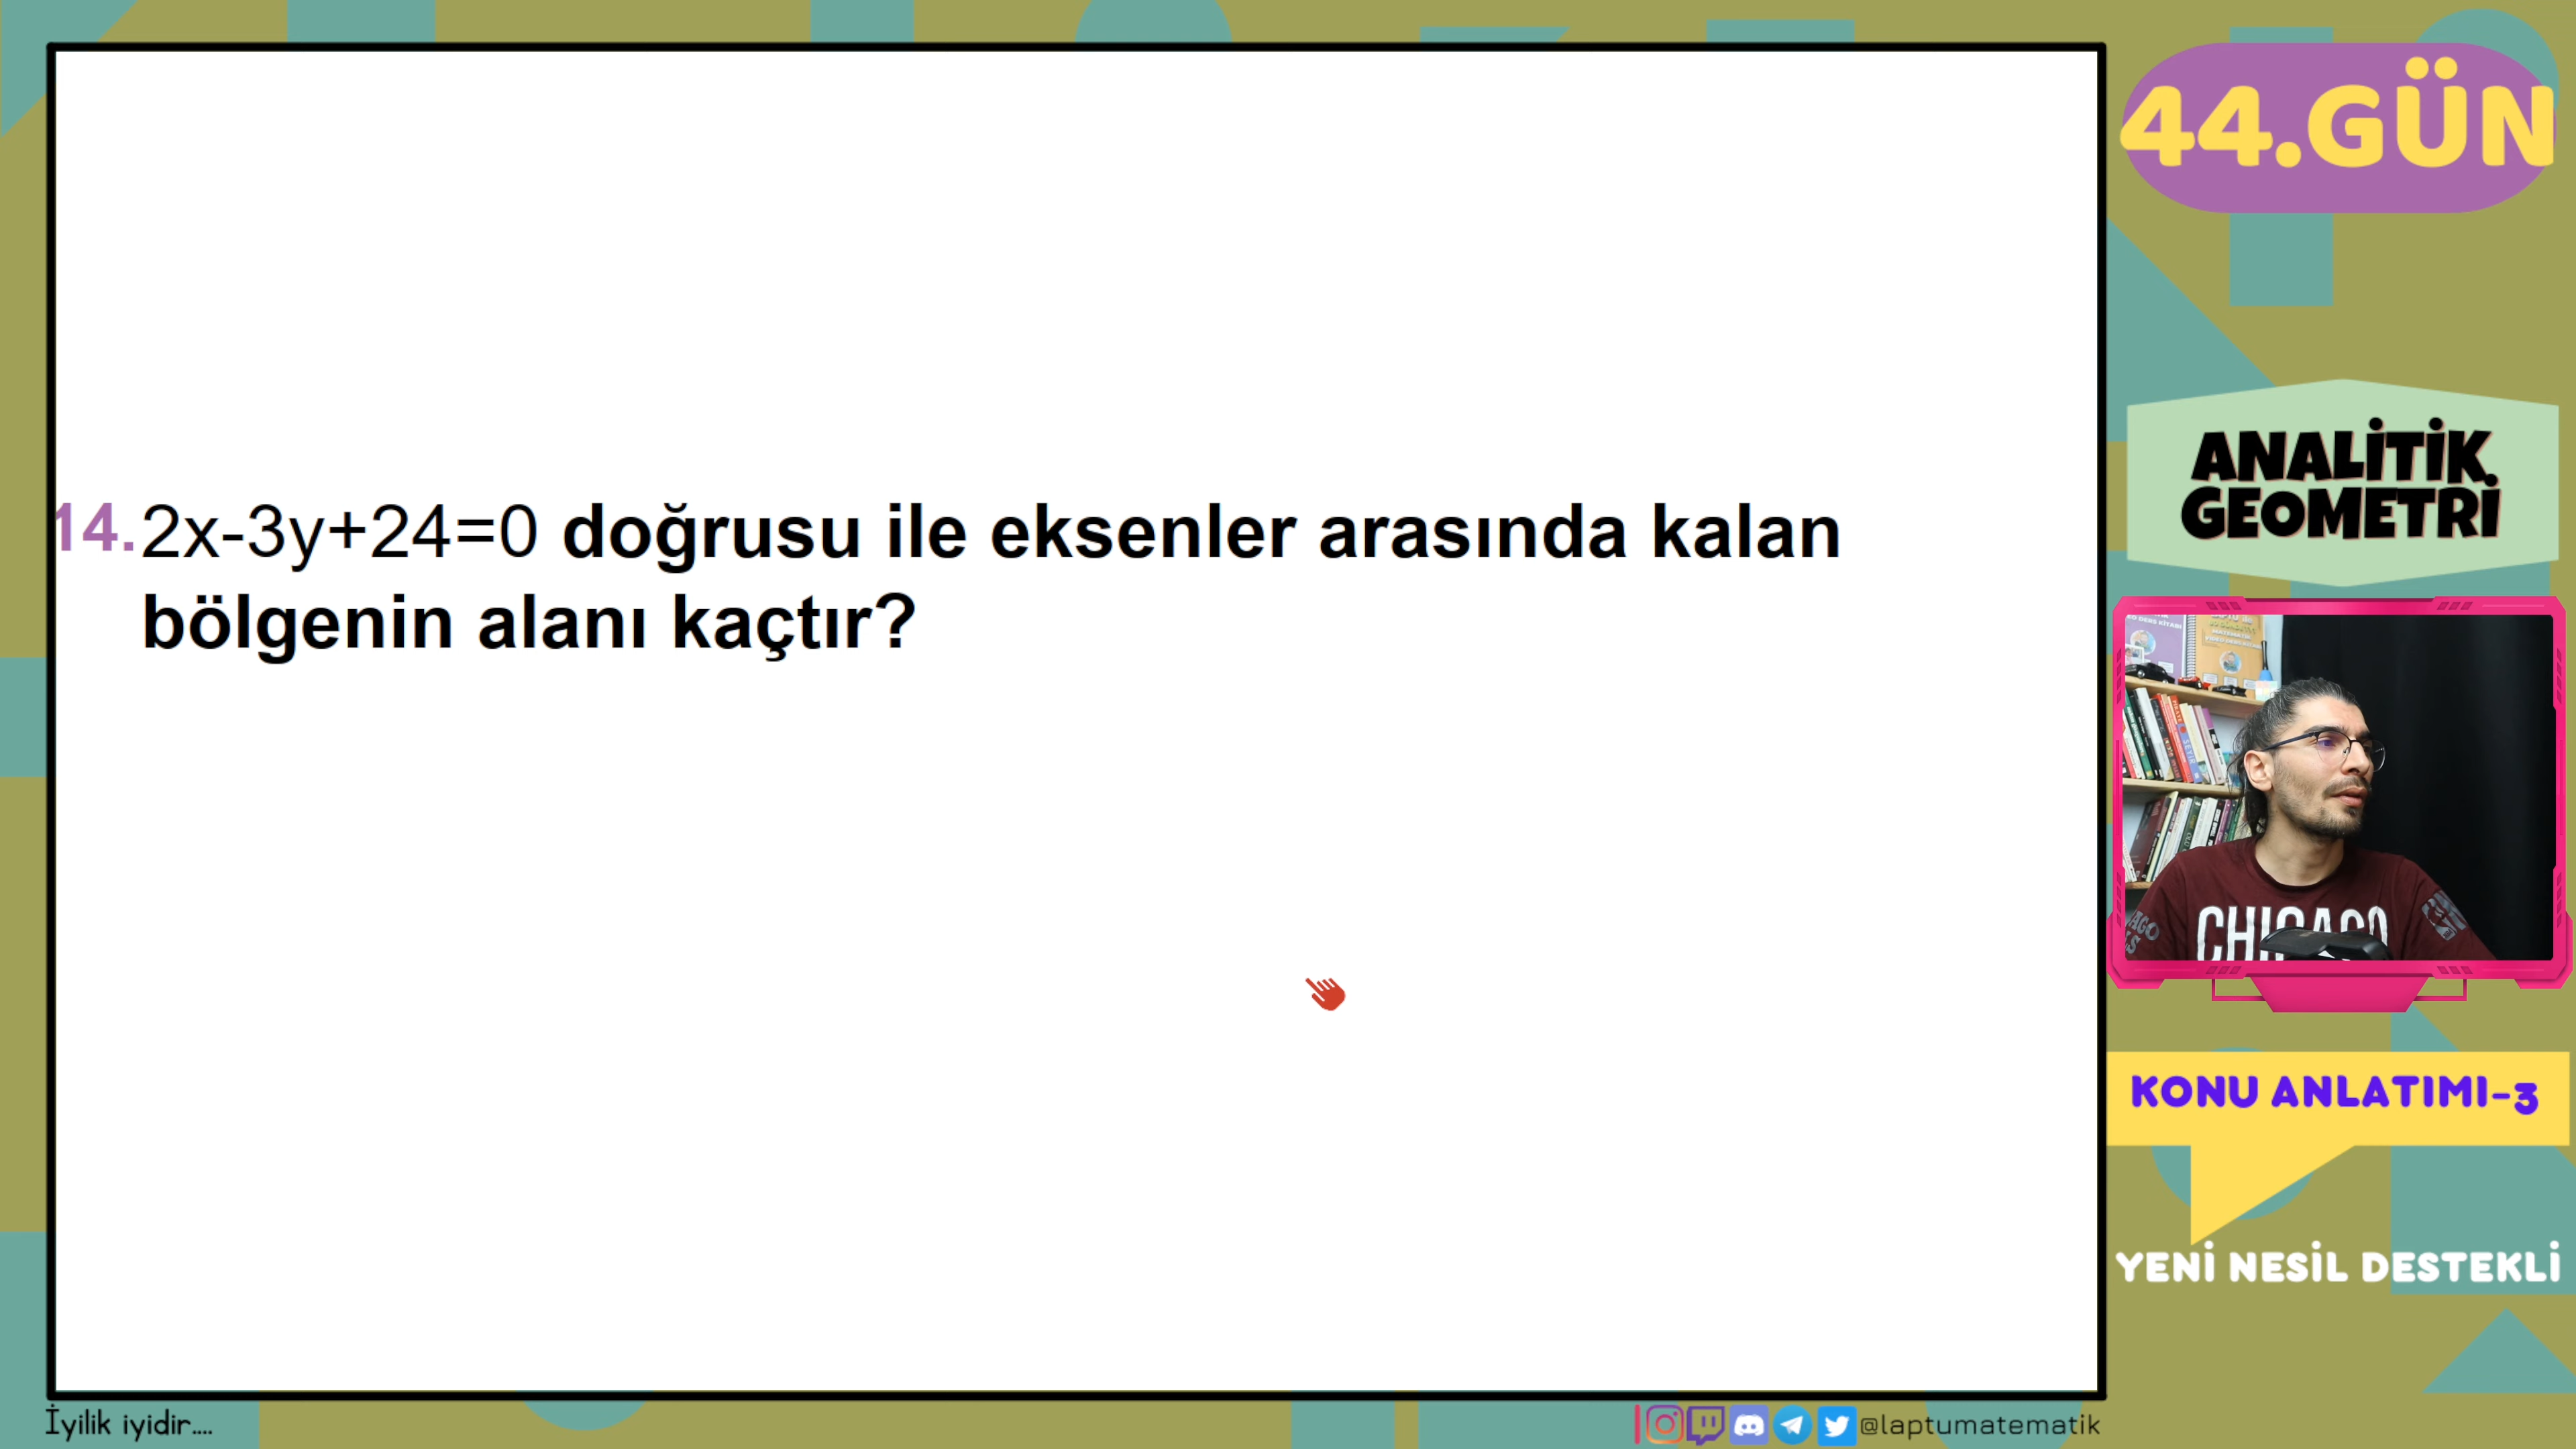 44.GÜN
ANALİTİK
GEOMETRİ
14. 2x-3y+24=0 doğrusu ile eksenler arasında kalan
bölgenin alanı kaçtır?
CHICAGO
KONU ANLATIMI-3
YENİ NESİL DESTEKLİ
İyilik iyidir....
@laptumatematik